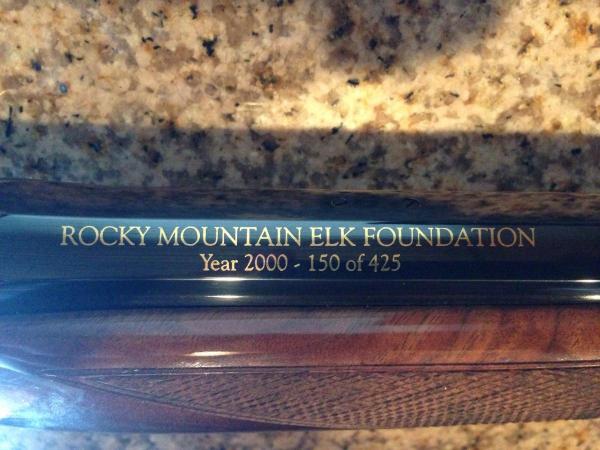 ROCKY MOUNTAIN ELK FOUNDATION
Year 2000 - 150 of 425